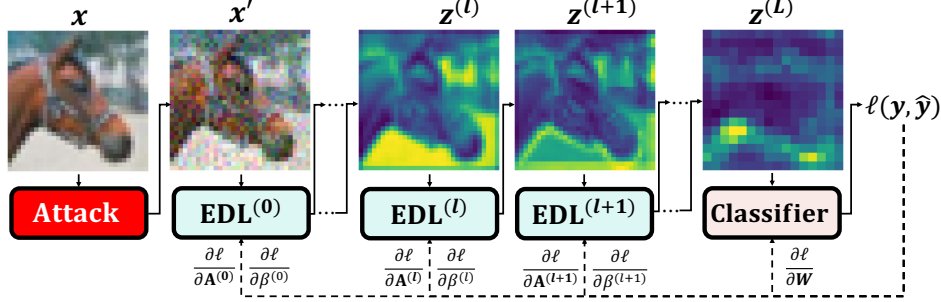 x x′ z^(l) z^(l+1) z^(L)
ℓ(y, ŷ)
Attack EDL^(0) EDL^(l) EDL^(l+1) Classifier
∂ℓ/∂A^(0) ∂ℓ/∂β^(0) ∂ℓ/∂A^(l) ∂ℓ/∂β^(l) ∂ℓ/∂A^(l+1) ∂ℓ/∂β^(l+1) ∂ℓ/∂W